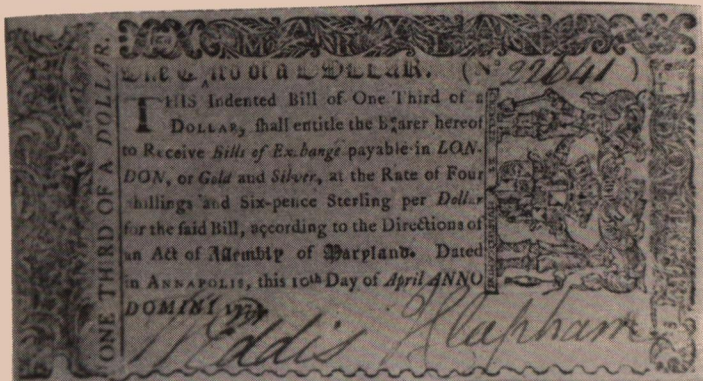 MARYLAND
ONE THIRD OF A DOLLAR.
of a DOLLAR. (No 22641)
THIS Indented Bill of One Third of a
DOLLAR, ſhall entitle the bearer hereof
to Receive Bills of Exchange payable in LON-
DON, or Gold and Silver, at the Rate of Four
ſhillings and Six-pence Sterling per Dollar
for the ſaid Bill, according to the Directions of
an Act of Aſſembly of Maryland. Dated
in ANNAPOLIS, this 10th Day of April ANNO
DOMINI
W Eddis J Clapham